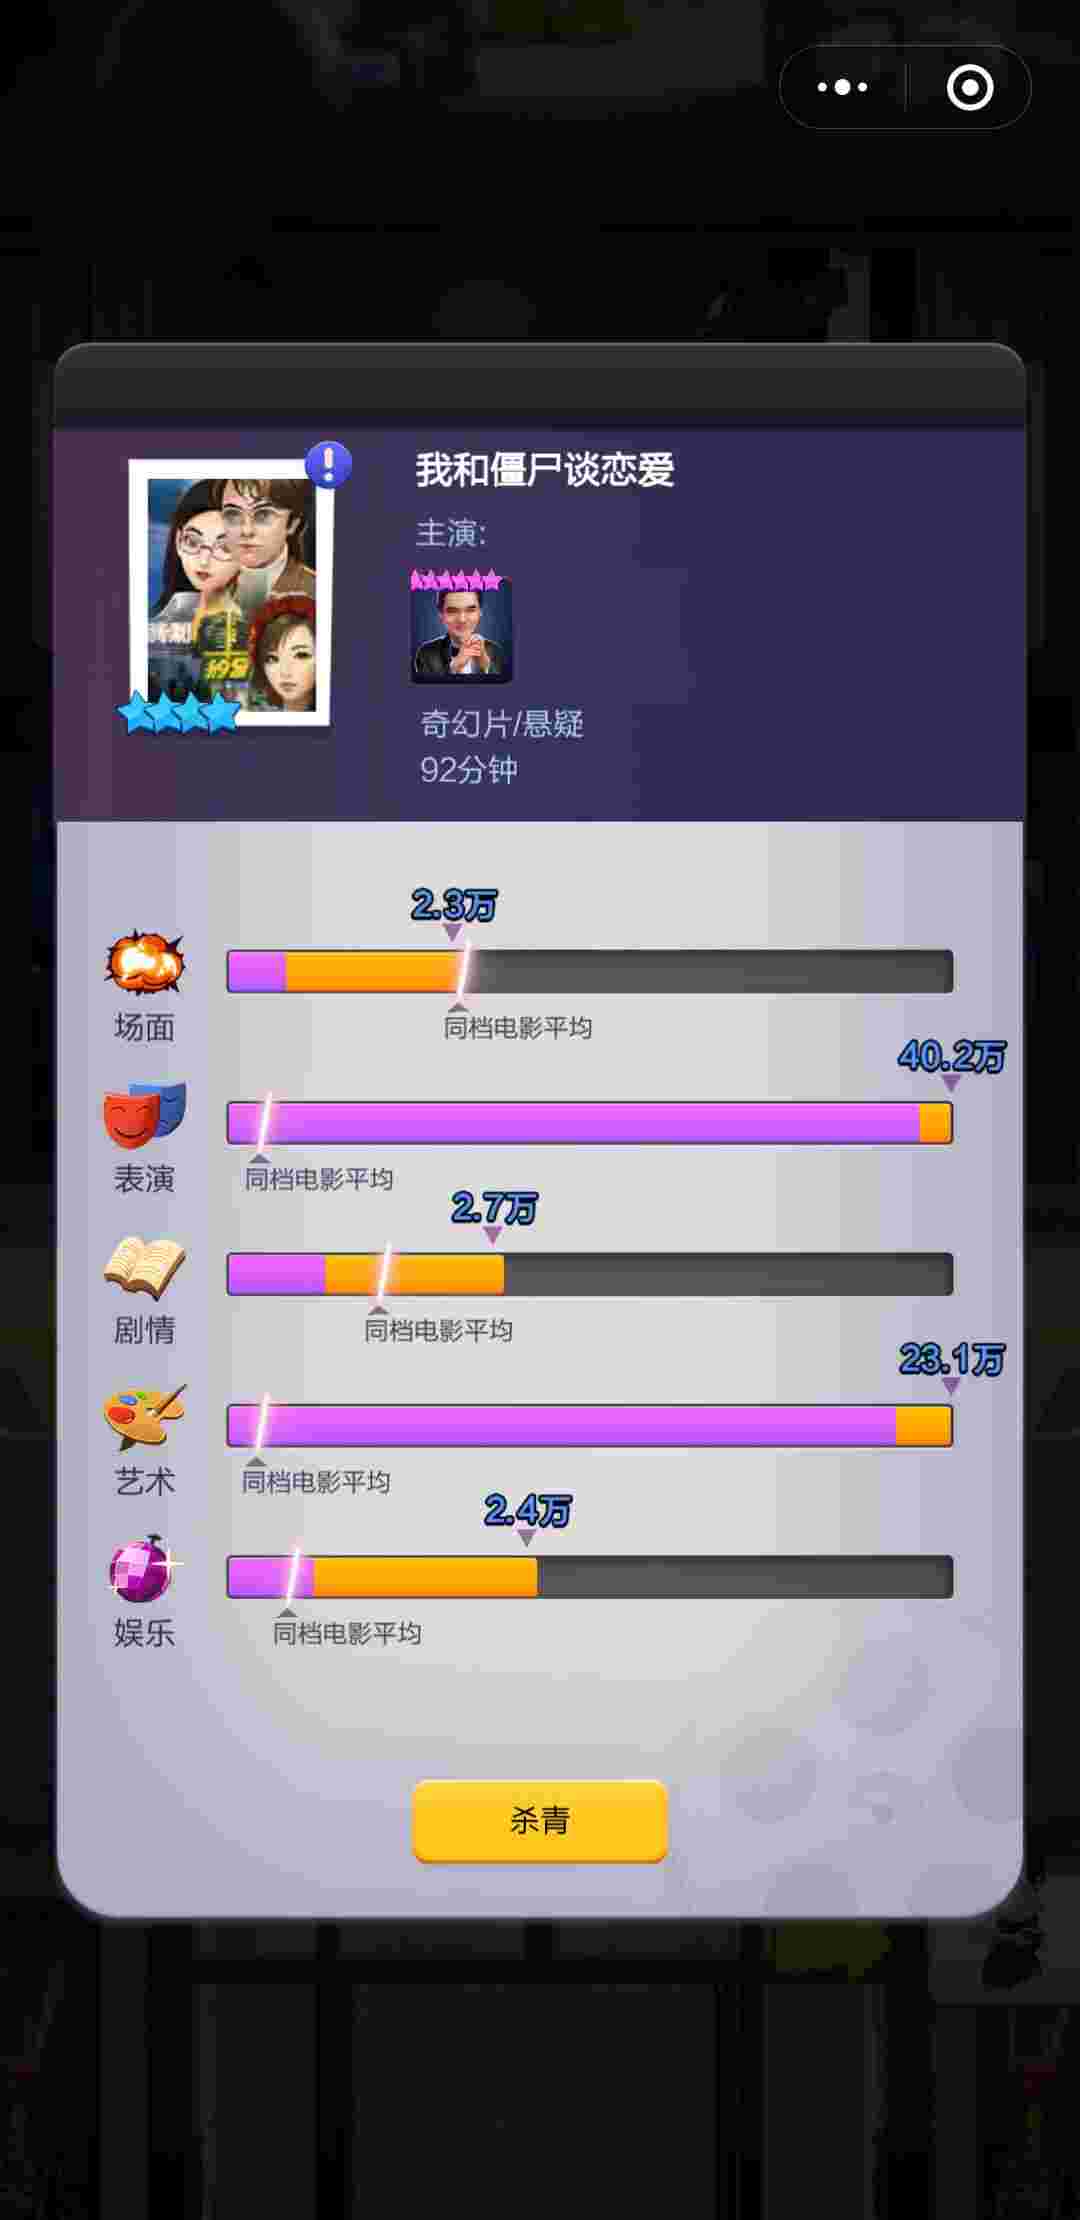 我和僵尸谈恋爱
主演:
奇幻片/悬疑
92分钟
2.3万
场面
同档电影平均
40.2万
表演
同档电影平均
2.7万
剧情
同档电影平均
23.1万
艺术
同档电影平均
2.4万
娱乐
同档电影平均
杀青